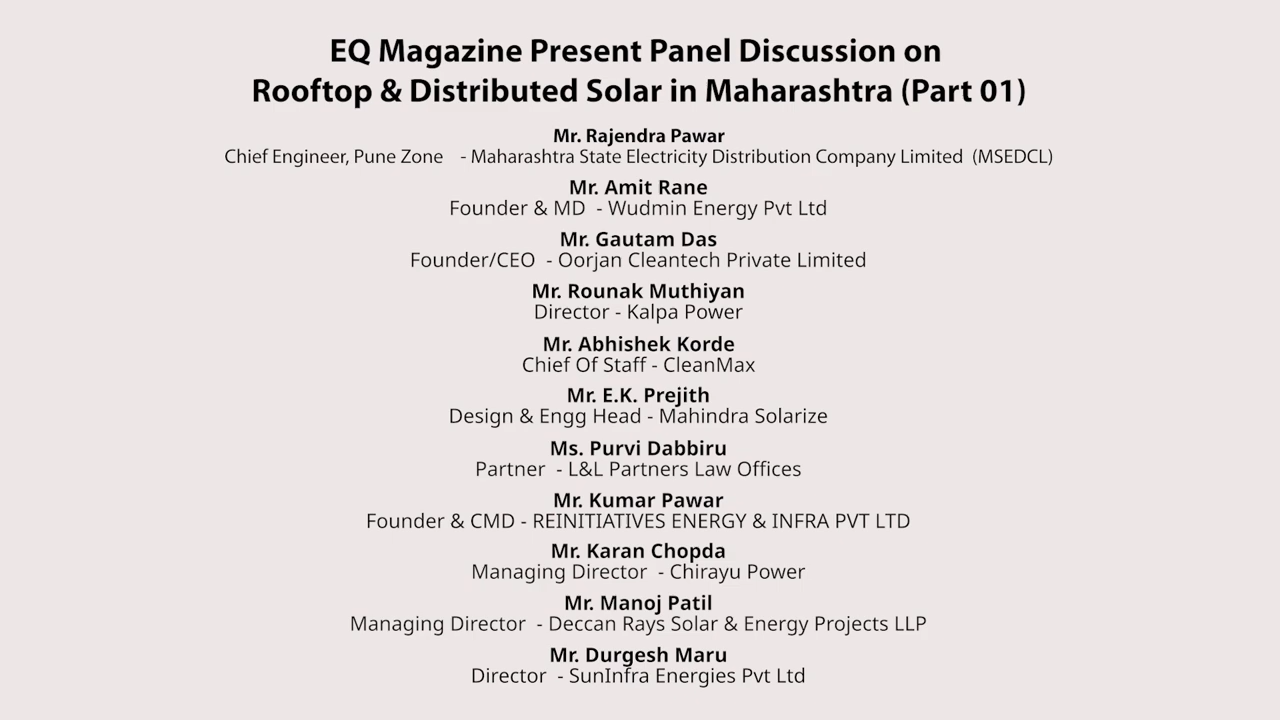 EQ Magazine Present Panel Discussion on
Rooftop & Distributed Solar in Maharashtra (Part 01)
Mr. Rajendra Pawar
Chief Engineer, Pune Zone - Maharashtra State Electricity Distribution Company Limited (MSEDCL)
Mr. Amit Rane
Founder & MD - Wudmin Energy Pvt Ltd
Mr. Gautam Das
Founder/CEO - Oorjan Cleantech Private Limited
Mr. Rounak Muthiyan
Director - Kalpa Power
Mr. Abhishek Korde
Chief Of Staff - CleanMax
Mr. E.K. Prejith
Design & Engg Head - Mahindra Solarize
Ms. Purvi Dabbiru
Partner - L&L Partners Law Offices
Mr. Kumar Pawar
Founder & CMD - REINITIATIVES ENERGY & INFRA PVT LTD
Mr. Karan Chopda
Managing Director - Chirayu Power
Mr. Manoj Patil
Managing Director - Deccan Rays Solar & Energy Projects LLP
Mr. Durgesh Maru
Director - SunInfra Energies Pvt Ltd